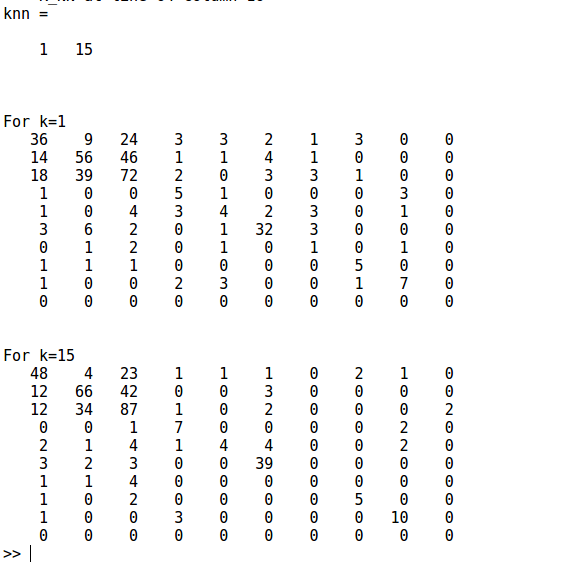 knn =
1 15
For k=1
36 9 24 3 3 2 1 3 0 0
14 56 46 1 1 4 1 0 0 0
18 39 72 2 0 3 3 1 0 0
1 0 0 5 1 0 0 0 3 0
1 0 4 3 4 2 3 0 1 0
3 6 2 0 1 32 3 0 0 0
0 1 2 0 1 0 1 0 1 0
1 1 1 0 0 0 0 5 0 0
1 0 0 2 3 0 0 1 7 0
0 0 0 0 0 0 0 0 0 0
For k=15
48 4 23 1 1 1 0 2 1 0
12 66 42 0 0 3 0 0 0 0
12 34 87 1 0 2 0 0 0 2
0 0 1 7 0 0 0 0 2 0
2 1 4 1 4 4 0 0 2 0
3 2 3 0 0 39 0 0 0 0
1 1 4 0 0 0 0 0 0 0
1 0 2 0 0 0 0 5 0 0
1 0 0 3 0 0 0 0 10 0
0 0 0 0 0 0 0 0 0 0
>>